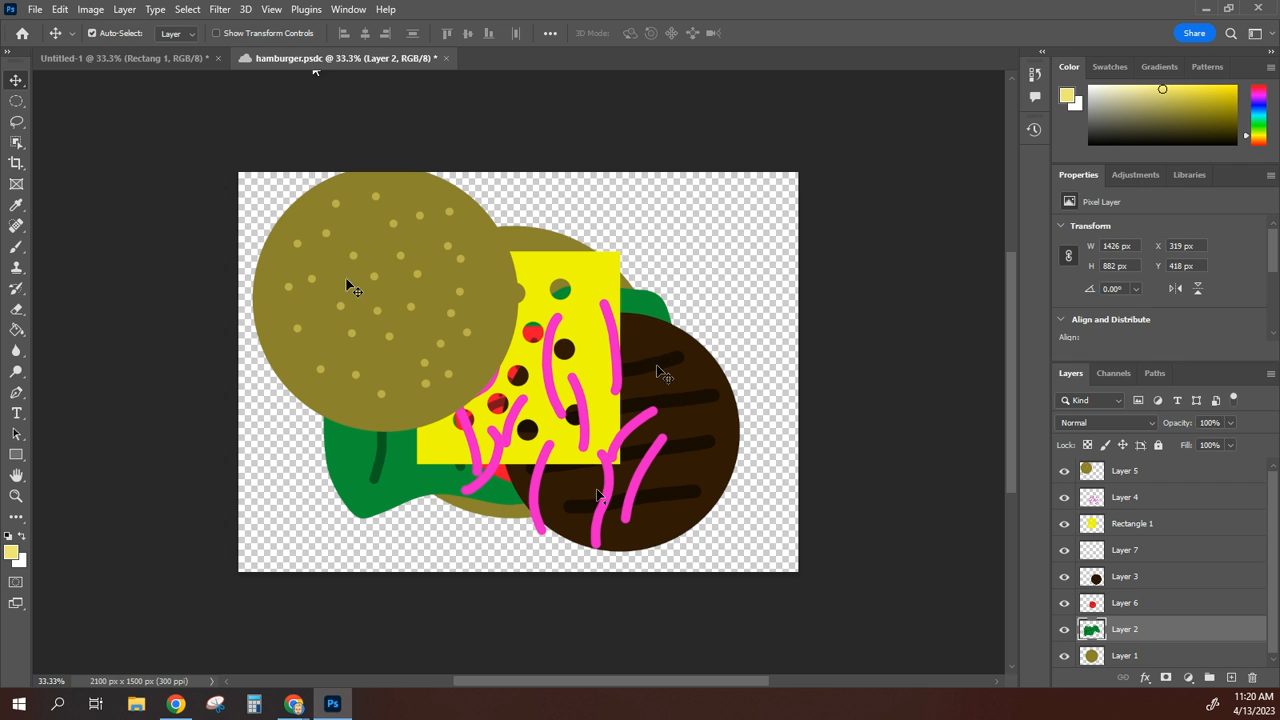 Ps File Edit Image Layer Type Select Filter 3D View Plugins Window Help
Auto-Select: Layer Show Transform Controls 3D Mode: Share
Untitled-1 @ 33.3% (Rectang 1, RGB/8) * × hamburger.psdc @ 33.3% (Layer 2, RGB/8) * ×
Color Swatches Gradients Patterns
Properties Adjustments Libraries
Pixel Layer
Transform
W 1426 px X 319 px
H 882 px Y 418 px
0.00°
Align and Distribute
Align:
Layers Channels Paths
Kind
Normal Opacity: 100%
Lock: Fill: 100%
Layer 5
Layer 4
Rectangle 1
Layer 7
Layer 3
Layer 6
Layer 2
Layer 1
33.33% 2100 px x 1500 px (300 ppi)
fx
Ps
11:20 AM
4/13/2023